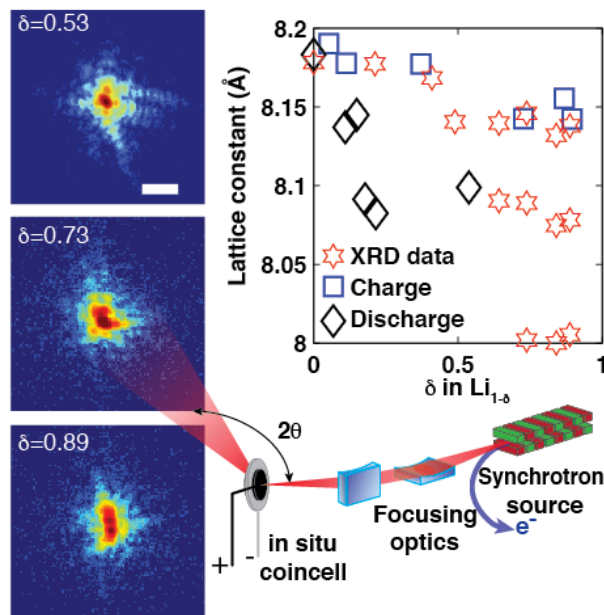 δ=0.53
δ=0.73
δ=0.89
Lattice constant (Å)
8.2
8.15
8.1
8.05
8
XRD data
Charge
Discharge
0
0.5
1
δ in Li1-δ
2θ
Synchrotron
source
e-
Focusing
optics
in situ
coincell
+
-